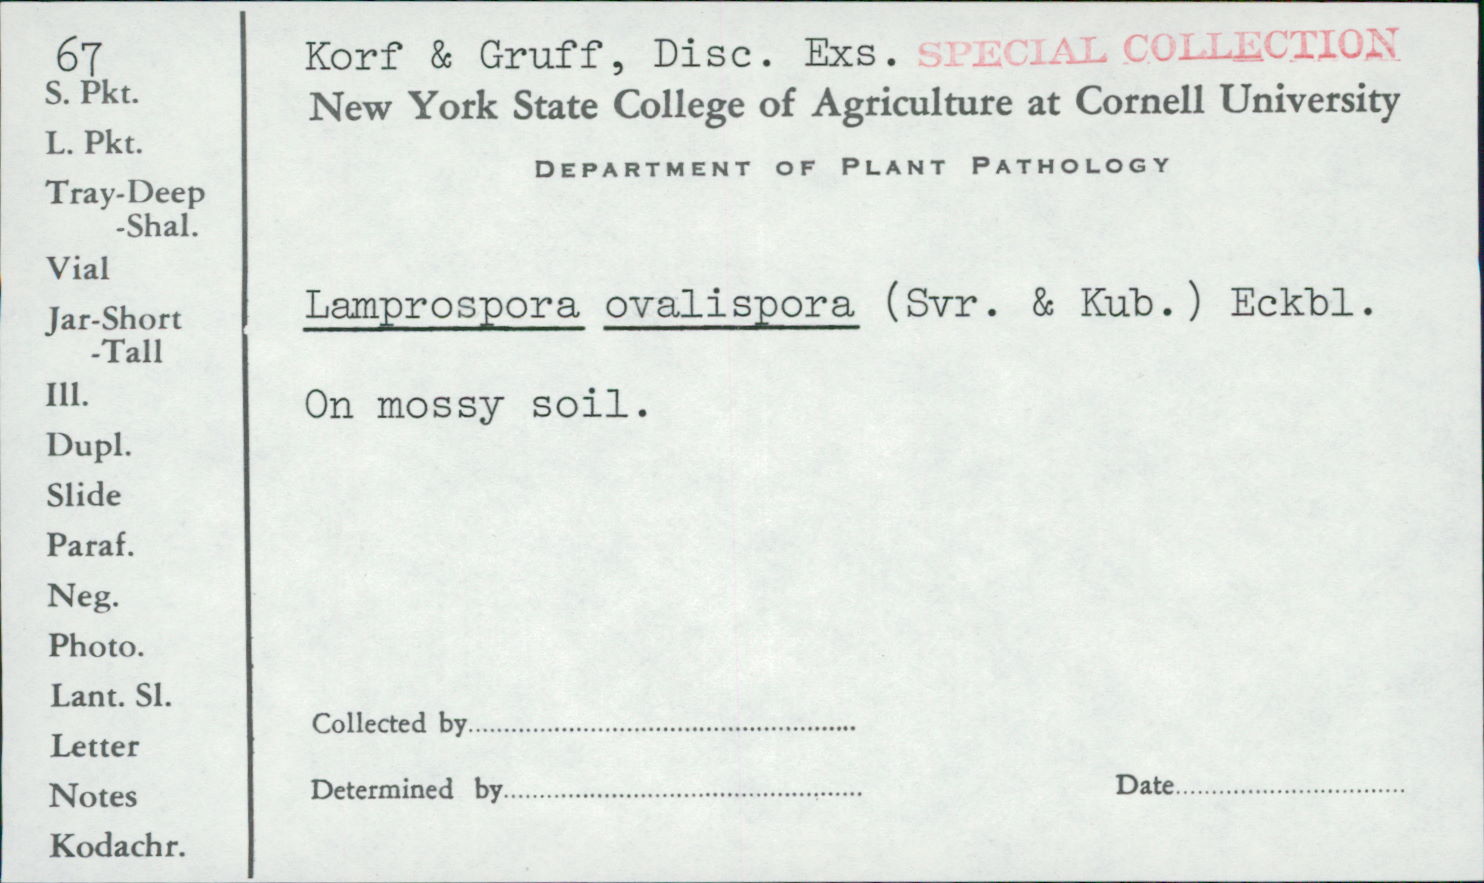 67
S. Pkt.
L. Pkt.
Tray-Deep
-Shal.
Vial
Jar-Short
-Tall
Ill.
Dupl.
Slide
Paraf.
Neg.
Photo.
Lant. Sl.
Letter
Notes
Kodachr.
Korf & Gruff, Disc. Exs. SPECIAL COLLECTION
New York State College of Agriculture at Cornell University
DEPARTMENT OF PLANT PATHOLOGY
Lamprospora ovalispora (Svr. & Kub.) Eckbl.
On mossy soil.
Collected by
Determined by Date